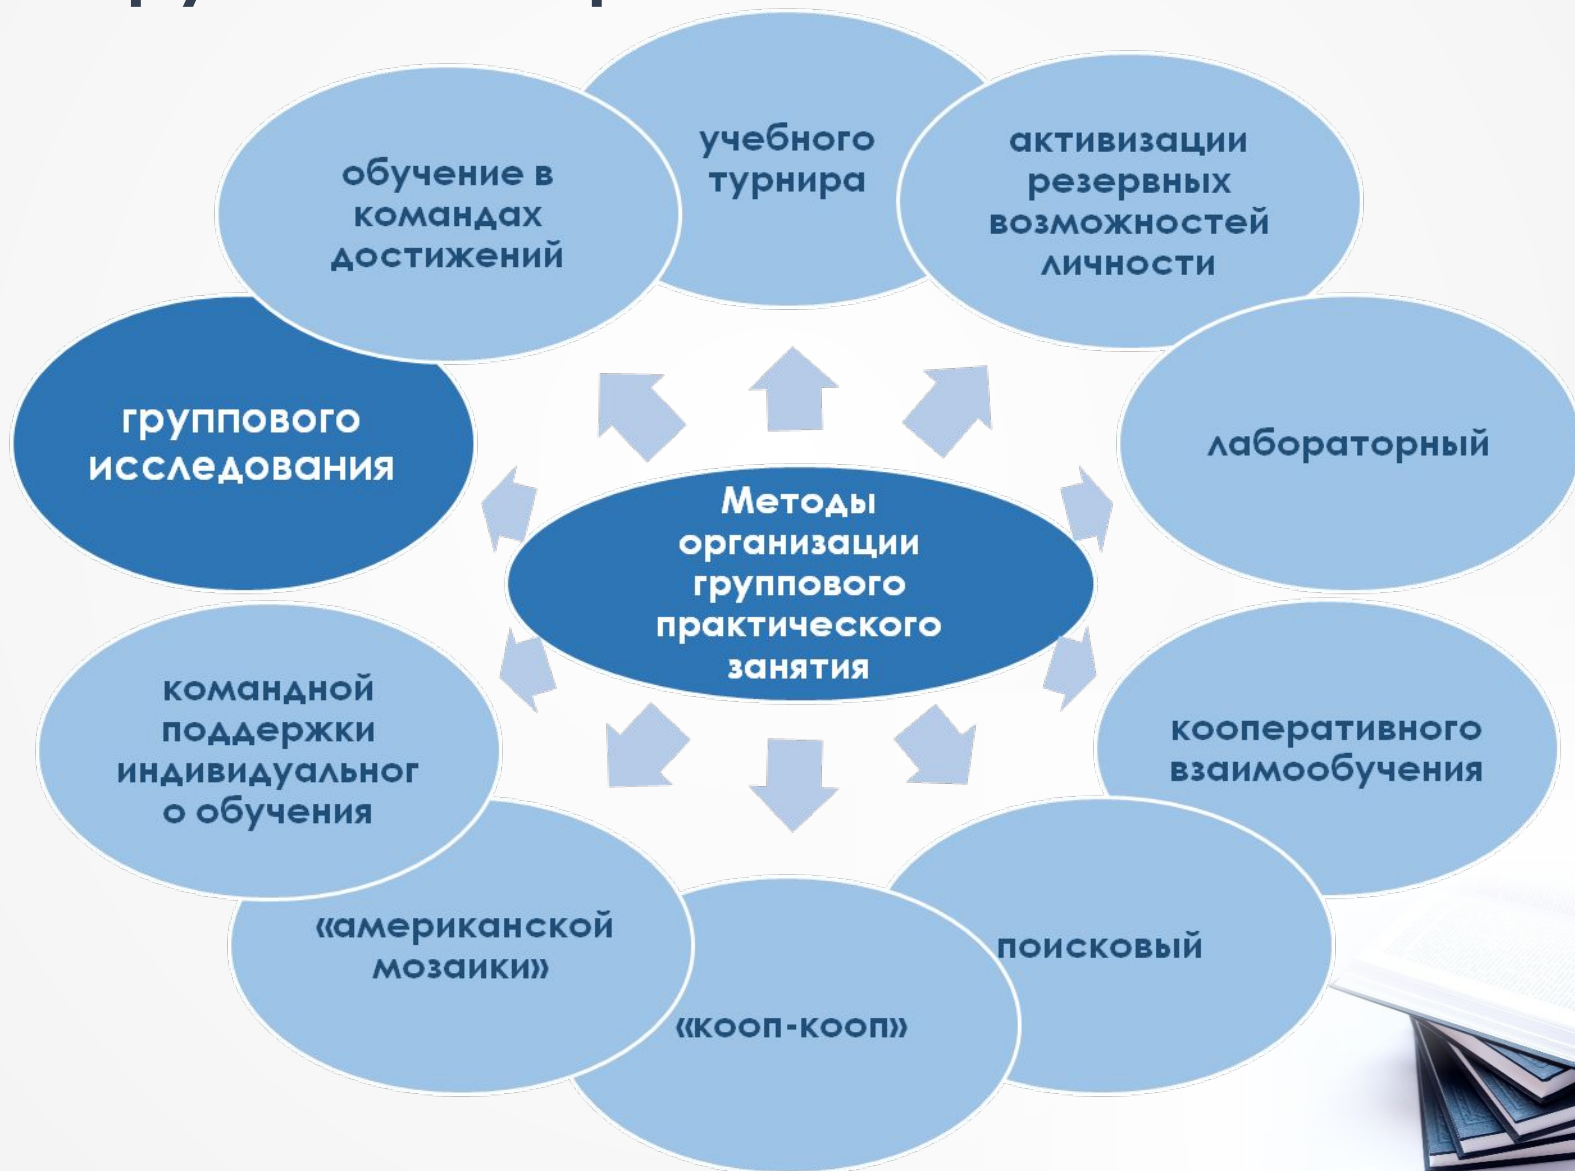 учебного
турнира
активизации
резервных
возможностей
личности
обучение в
командах
достижений
группового
исследования
лабораторный
Методы
организации
группового
практического
занятия
командной
поддержки
индивидуальног
о обучения
кооперативного
взаимообучения
«американской
мозаики»
поисковый
«кооп-кооп»